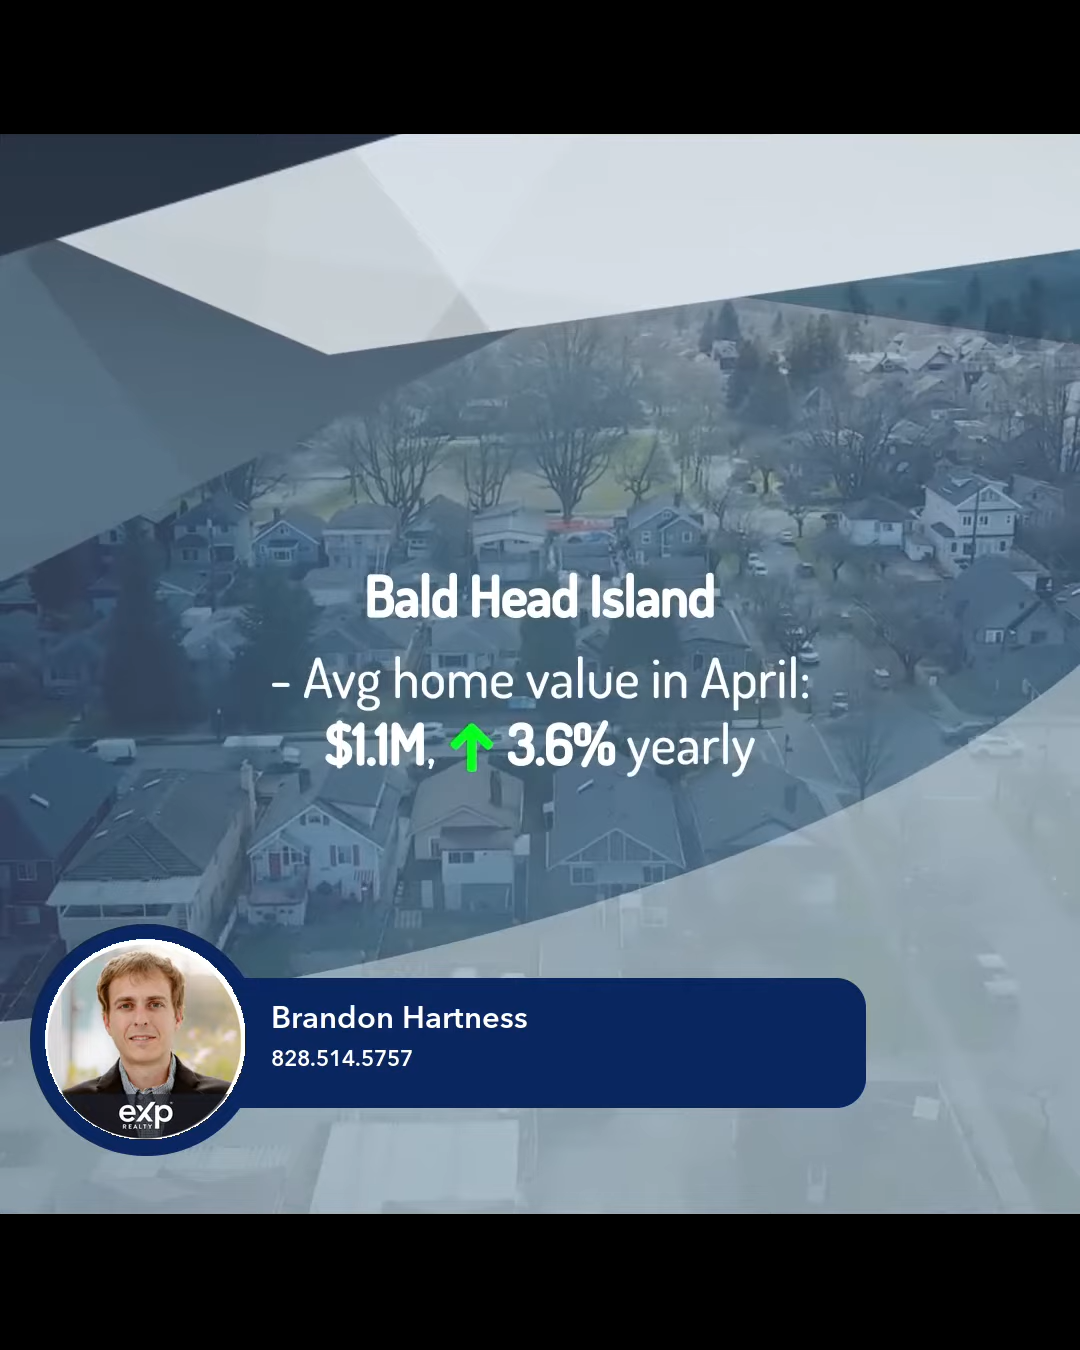 Bald Head Island
- Avg home value in April:
$1.1M, ↑ 3.6% yearly
Brandon Hartness
828.514.5757
exp
REALTY